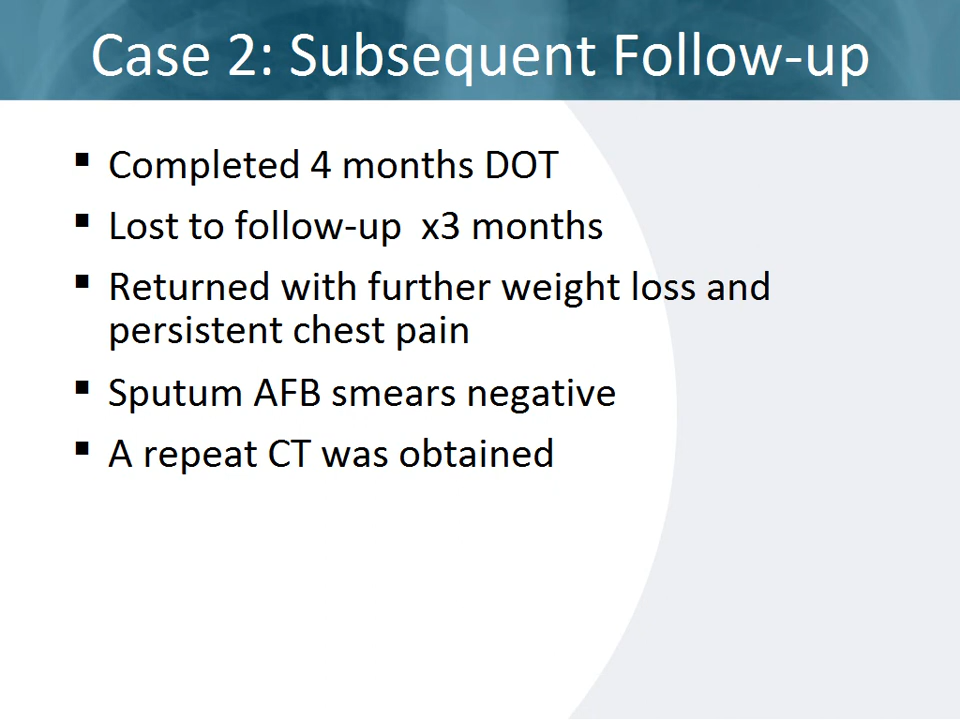 Case 2: Subsequent Follow-up
▪ Completed 4 months DOT
▪ Lost to follow-up  x3 months
▪ Returned with further weight loss and
persistent chest pain
▪ Sputum AFB smears negative
▪ A repeat CT was obtained